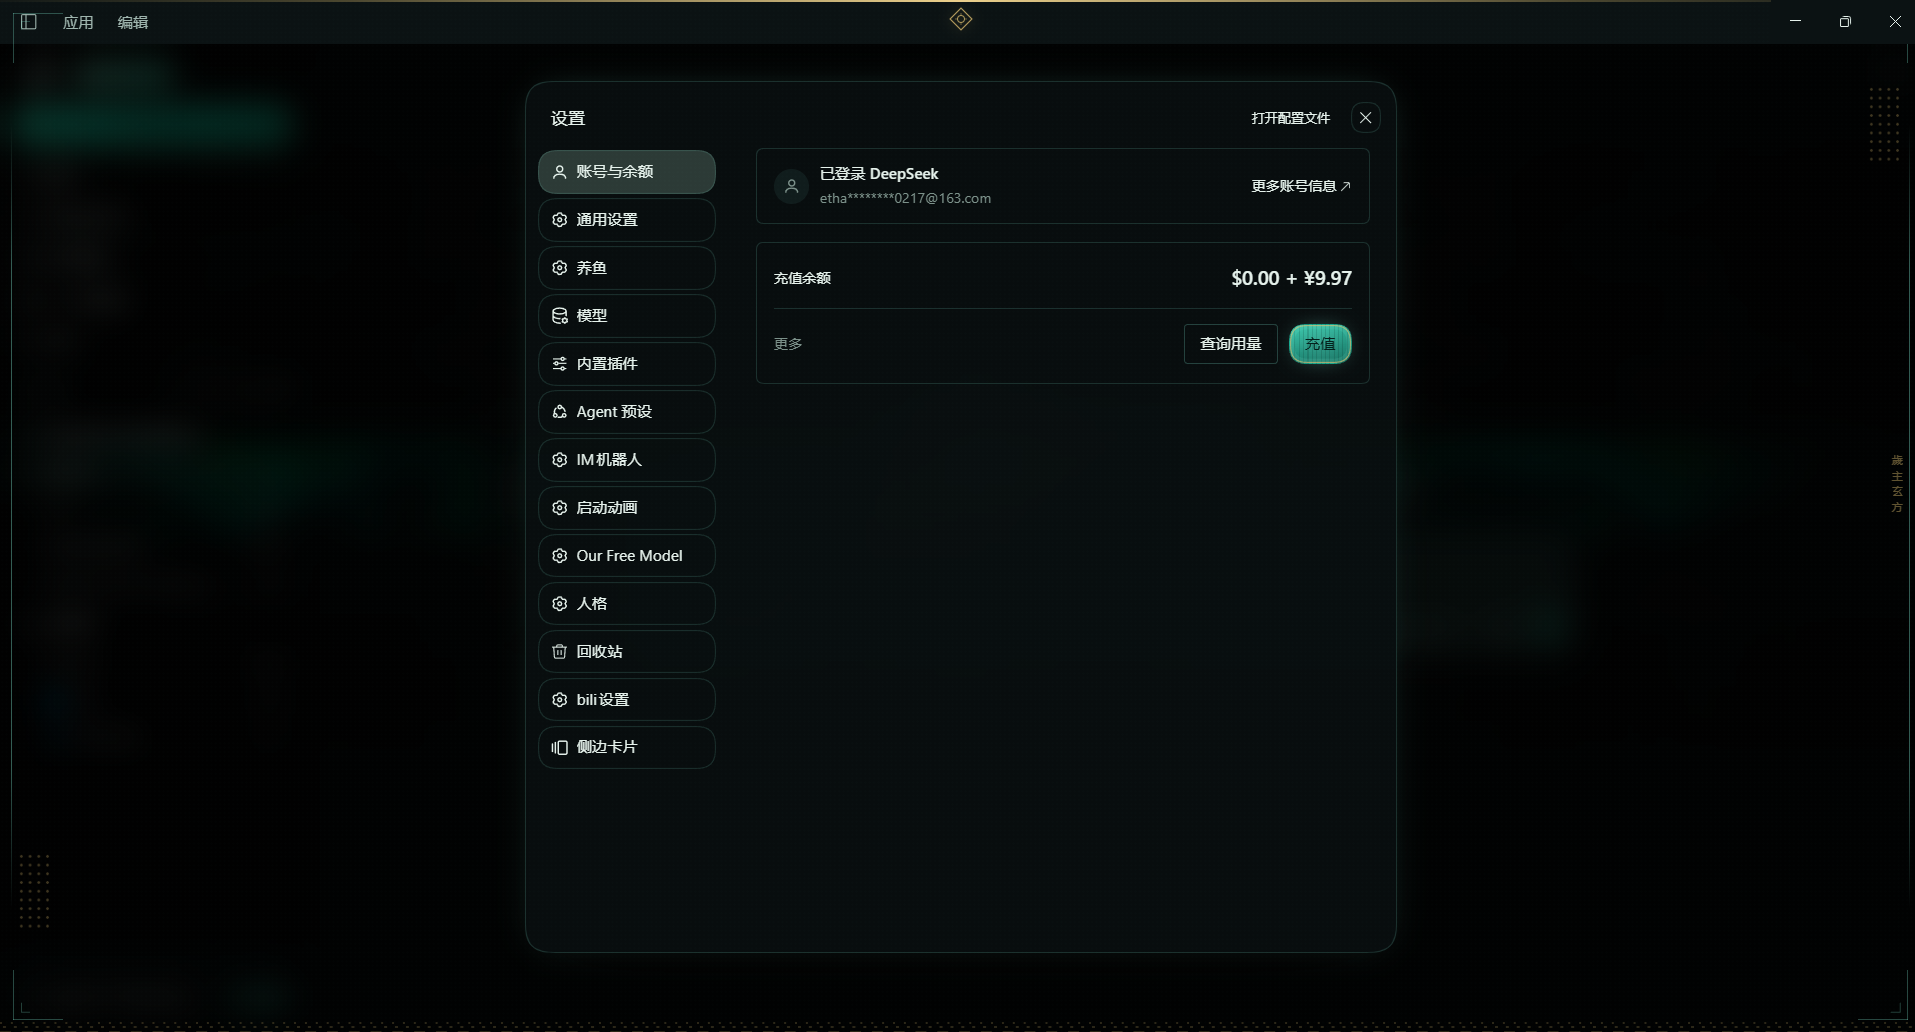 应用 编辑
设置
打开配置文件
账号与余额
通用设置
养鱼
模型
内置插件
Agent 预设
IM机器人
启动动画
Our Free Model
人格
回收站
bili设置
侧边卡片
已登录 DeepSeek
etha********0217@163.com
更多账号信息
充值余额
$0.00 + ¥9.97
更多
查询用量
充值
歲主玄方